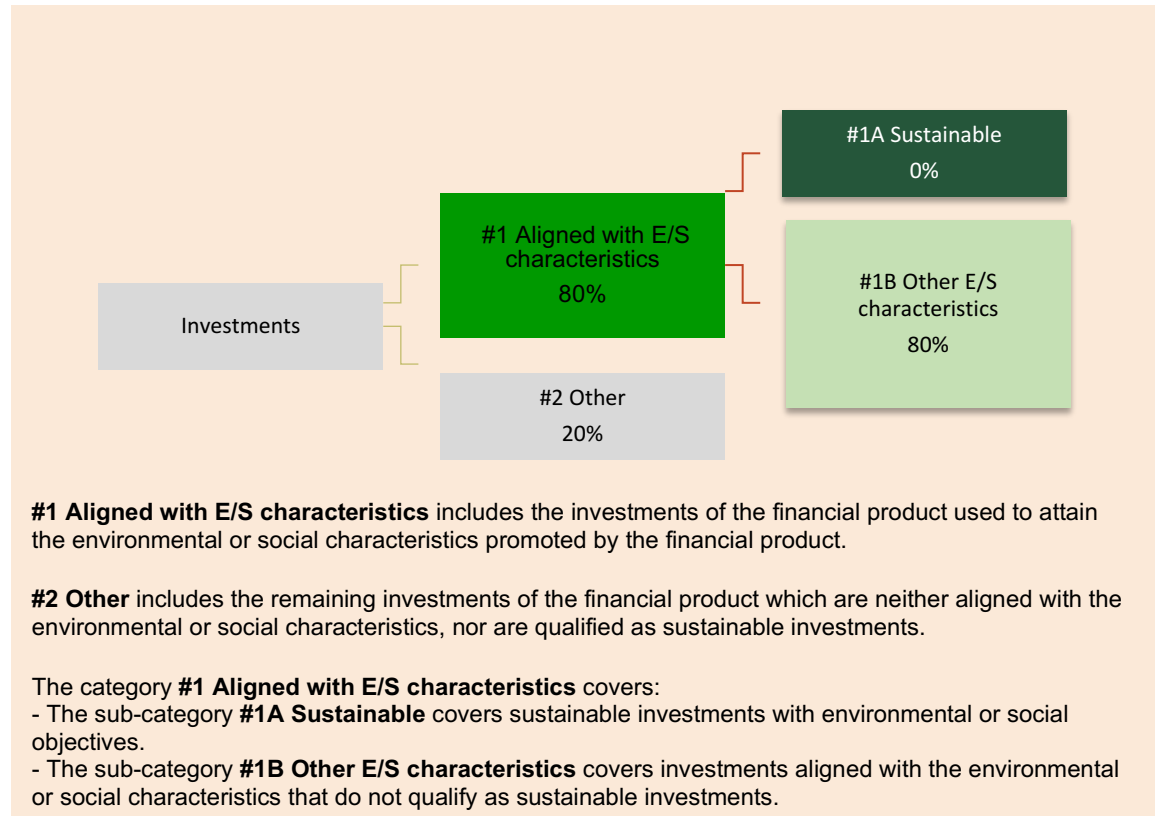 #1A Sustainable
0%
#1 Aligned with E/S
characteristics
80%
#1B Other E/S
characteristics
80%
Investments
#2 Other
20%
#1 Aligned with E/S characteristics includes the investments of the financial product used to attain
the environmental or social characteristics promoted by the financial product.
#2 Other includes the remaining investments of the financial product which are neither aligned with the
environmental or social characteristics, nor are qualified as sustainable investments.
The category #1 Aligned with E/S characteristics covers:
- The sub-category #1A Sustainable covers sustainable investments with environmental or social
objectives.
- The sub-category #1B Other E/S characteristics covers investments aligned with the environmental
or social characteristics that do not qualify as sustainable investments.